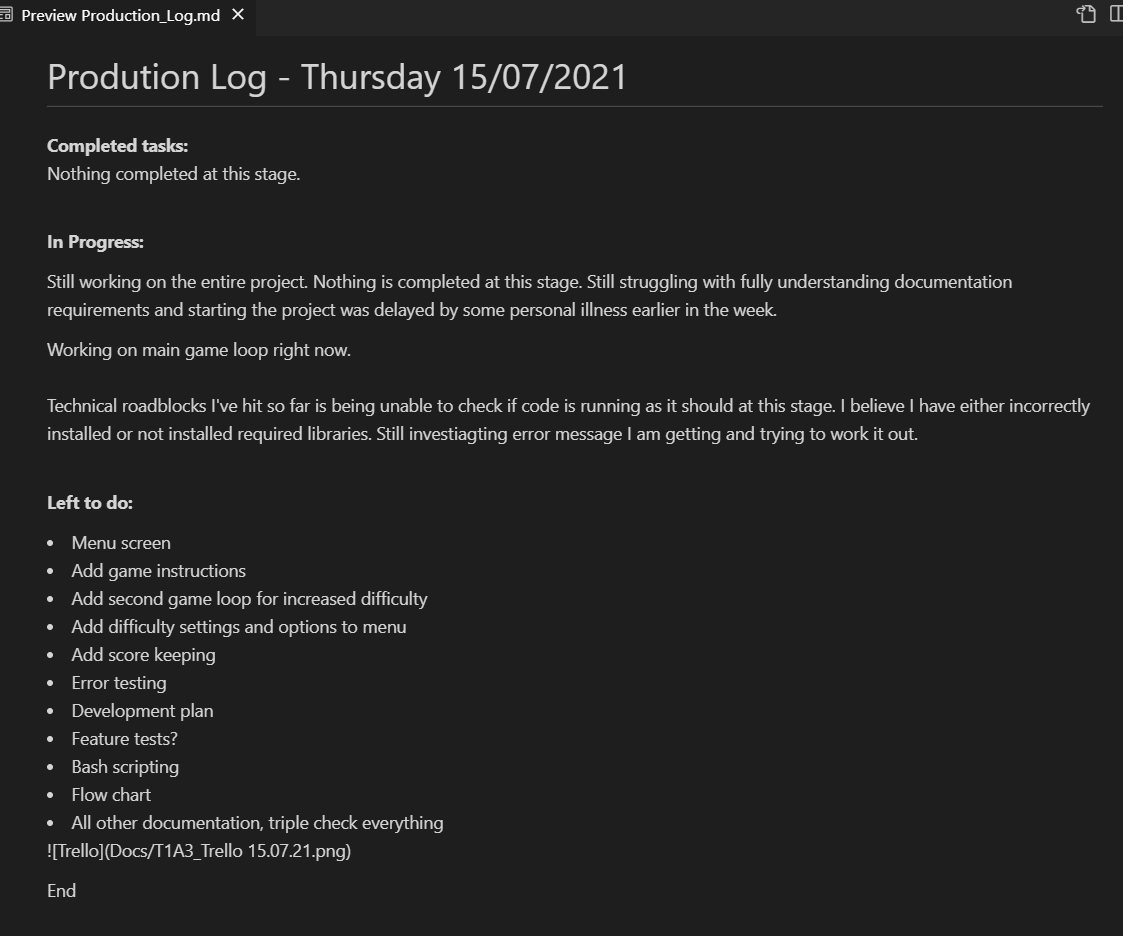 Preview Production_Log.md
Prodution Log - Thursday 15/07/2021
Completed tasks:
Nothing completed at this stage.
In Progress:
Still working on the entire project. Nothing is completed at this stage. Still struggling with fully understanding documentation
requirements and starting the project was delayed by some personal illness earlier in the week.
Working on main game loop right now.
Technical roadblocks I've hit so far is being unable to check if code is running as it should at this stage. I believe I have either incorrectly
installed or not installed required libraries. Still investiagting error message I am getting and trying to work it out.
Left to do:
• Menu screen
• Add game instructions
• Add second game loop for increased difficulty
• Add difficulty settings and options to menu
• Add score keeping
• Error testing
• Development plan
• Feature tests?
• Bash scripting
• Flow chart
• All other documentation, triple check everything
![Trello](Docs/T1A3_Trello 15.07.21.png)
End